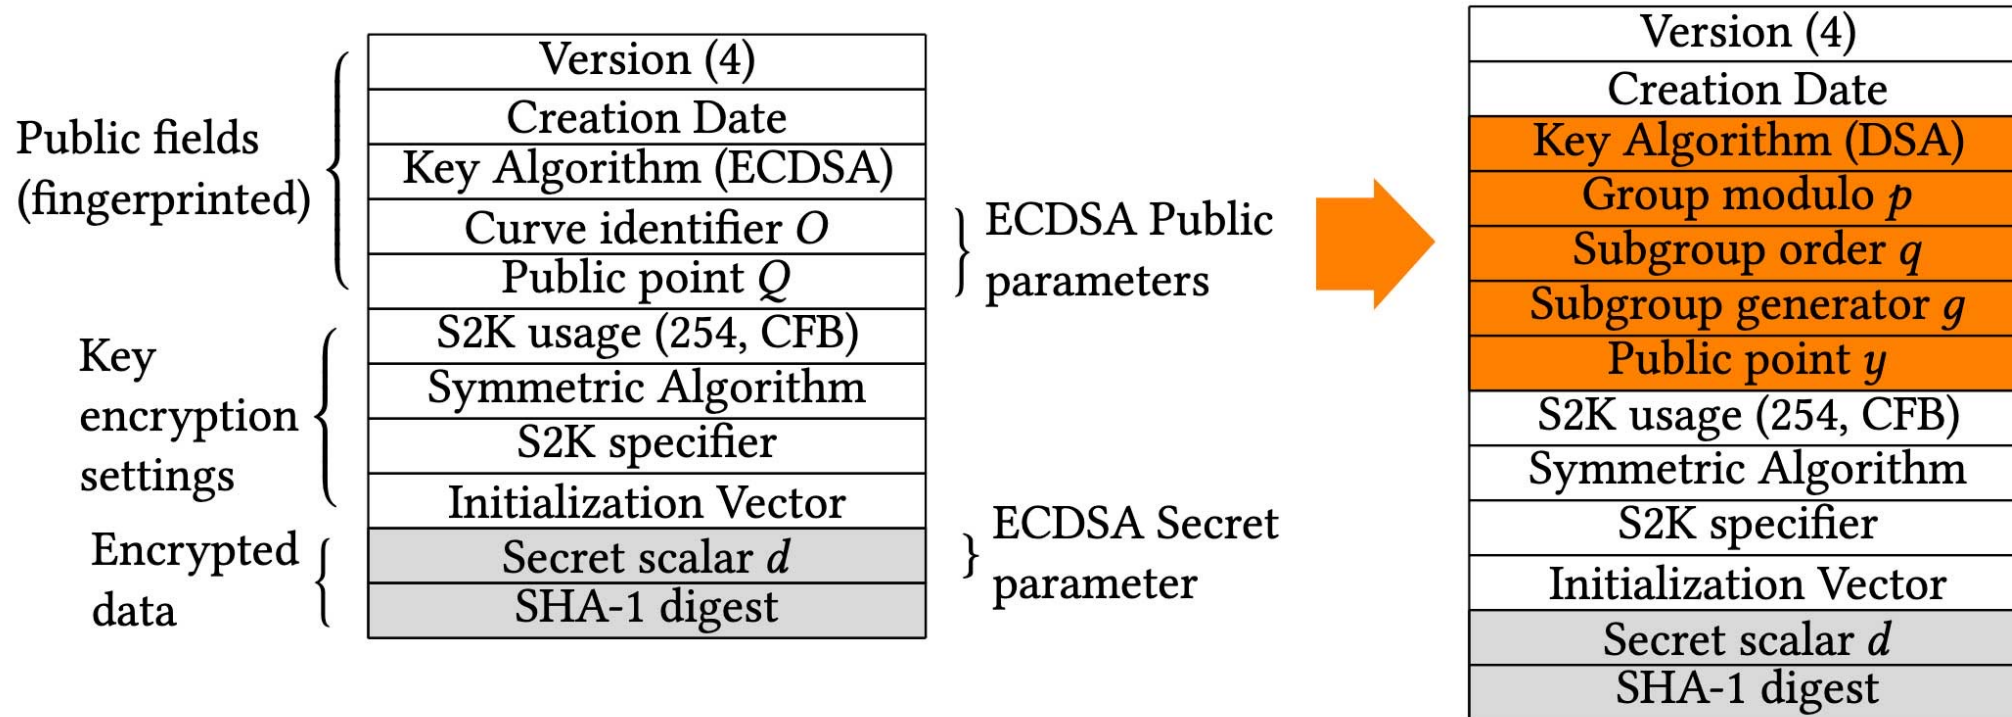 Public fields
(fingerprinted)
Key
encryption
settings
Encrypted
data
Version (4)
Creation Date
Key Algorithm (ECDSA)
Curve identifier O
Public point Q
S2K usage (254, CFB)
Symmetric Algorithm
S2K specifier
Initialization Vector
Secret scalar d
SHA-1 digest
ECDSA Public
parameters
ECDSA Secret
parameter
Version (4)
Creation Date
Key Algorithm (DSA)
Group modulo p
Subgroup order q
Subgroup generator g
Public point y
S2K usage (254, CFB)
Symmetric Algorithm
S2K specifier
Initialization Vector
Secret scalar d
SHA-1 digest